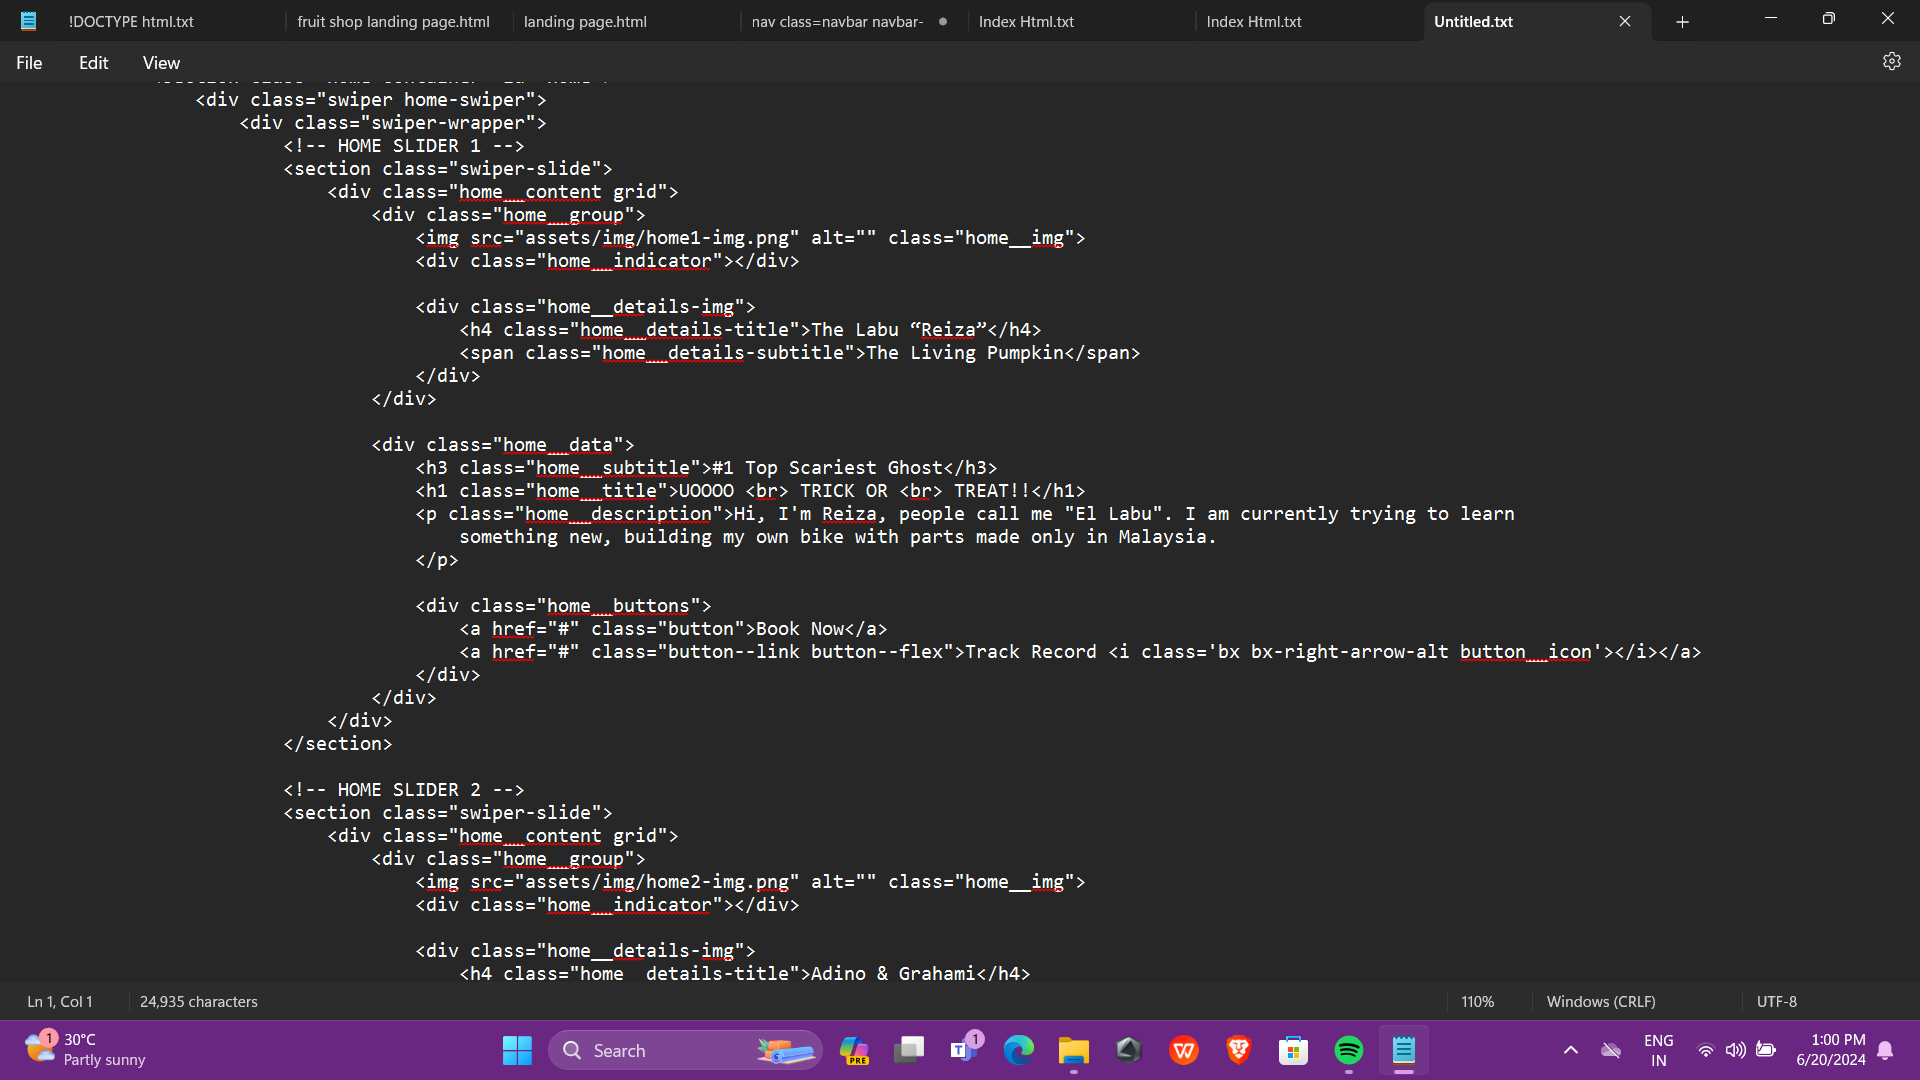 !DOCTYPE html.txt
fruit shop landing page.html
landing page.html
nav class=navbar navbar-
Index Html.txt
Index Html.txt
Untitled.txt
File
Edit
View
<div class="swiper home-swiper">
<div class="swiper-wrapper">
<!-- HOME SLIDER 1 -->
<section class="swiper-slide">
<div class="home__content grid">
<div class="home__group">
<img src="assets/img/home1-img.png" alt="" class="home__img">
<div class="home__indicator"></div>
<div class="home__details-img">
<h4 class="home__details-title">The Labu “Reiza”</h4>
<span class="home__details-subtitle">The Living Pumpkin</span>
</div>
</div>
<div class="home__data">
<h3 class="home__subtitle">#1 Top Scariest Ghost</h3>
<h1 class="home__title">UOOOO <br> TRICK OR <br> TREAT!!</h1>
<p class="home__description">Hi, I'm Reiza, people call me "El Labu". I am currently trying to learn
something new, building my own bike with parts made only in Malaysia.
</p>
<div class="home__buttons">
<a href="#" class="button">Book Now</a>
<a href="#" class="button--link button--flex">Track Record <i class='bx bx-right-arrow-alt button__icon'></i></a>
</div>
</div>
</div>
</section>
<!-- HOME SLIDER 2 -->
<section class="swiper-slide">
<div class="home__content grid">
<div class="home__group">
<img src="assets/img/home2-img.png" alt="" class="home__img">
<div class="home__indicator"></div>
<div class="home__details-img">
<h4 class="home__details-title">Adino & Grahami</h4>
Ln 1, Col 1
24,935 characters
110%
Windows (CRLF)
UTF-8
1
30°C
Partly sunny
Search
PRE
1
ENG
IN
1:00 PM
6/20/2024